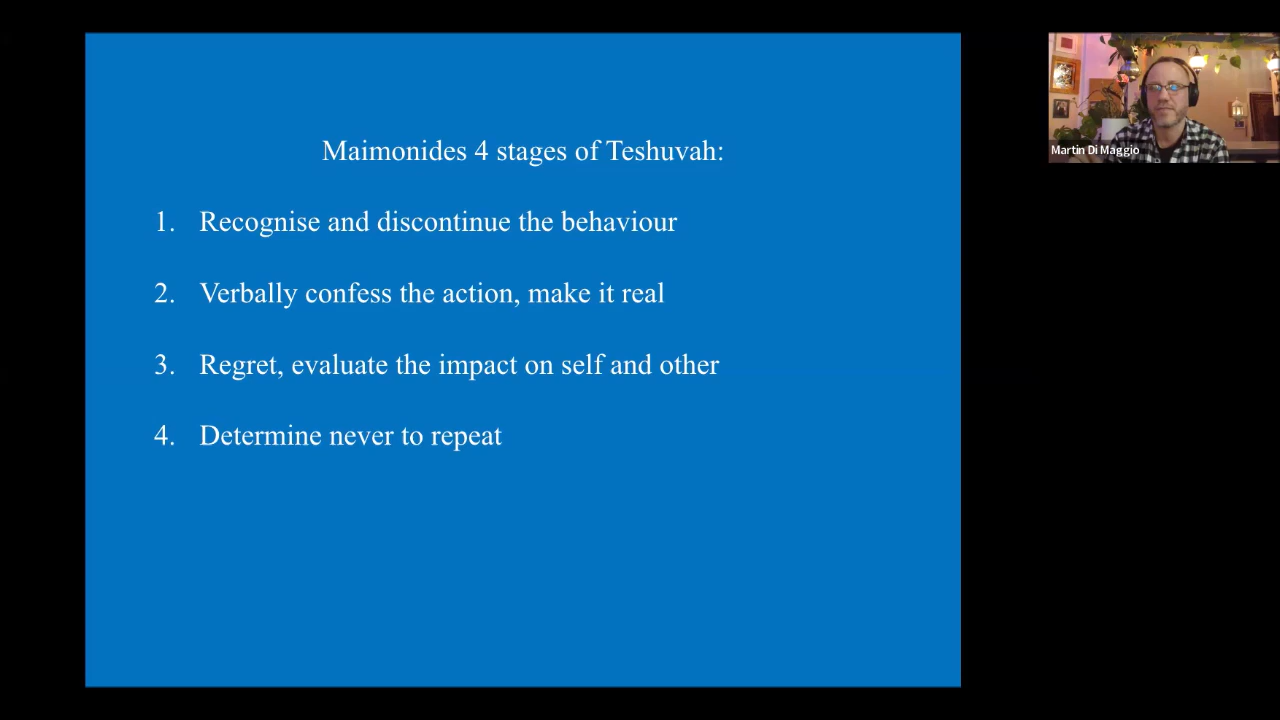 Maimonides 4 stages of Teshuvah:
1. Recognise and discontinue the behaviour
2. Verbally confess the action, make it real
3. Regret, evaluate the impact on self and other
4. Determine never to repeat
Martin Di Maggio